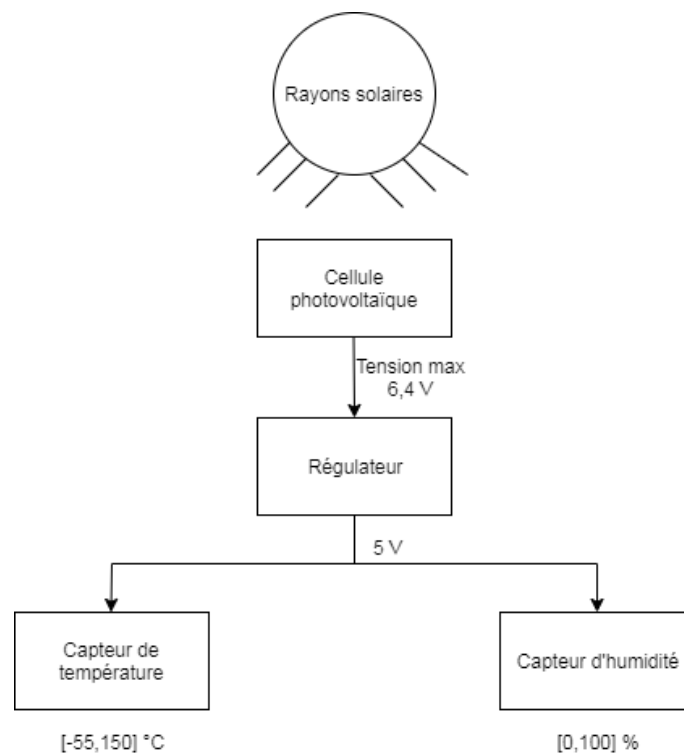 Rayons solaires
Cellule
photovoltaïque
Tension max
6,4 V
Régulateur
5 V
Capteur de
température
Capteur d'humidité
[-55,150] °C
[0,100] %